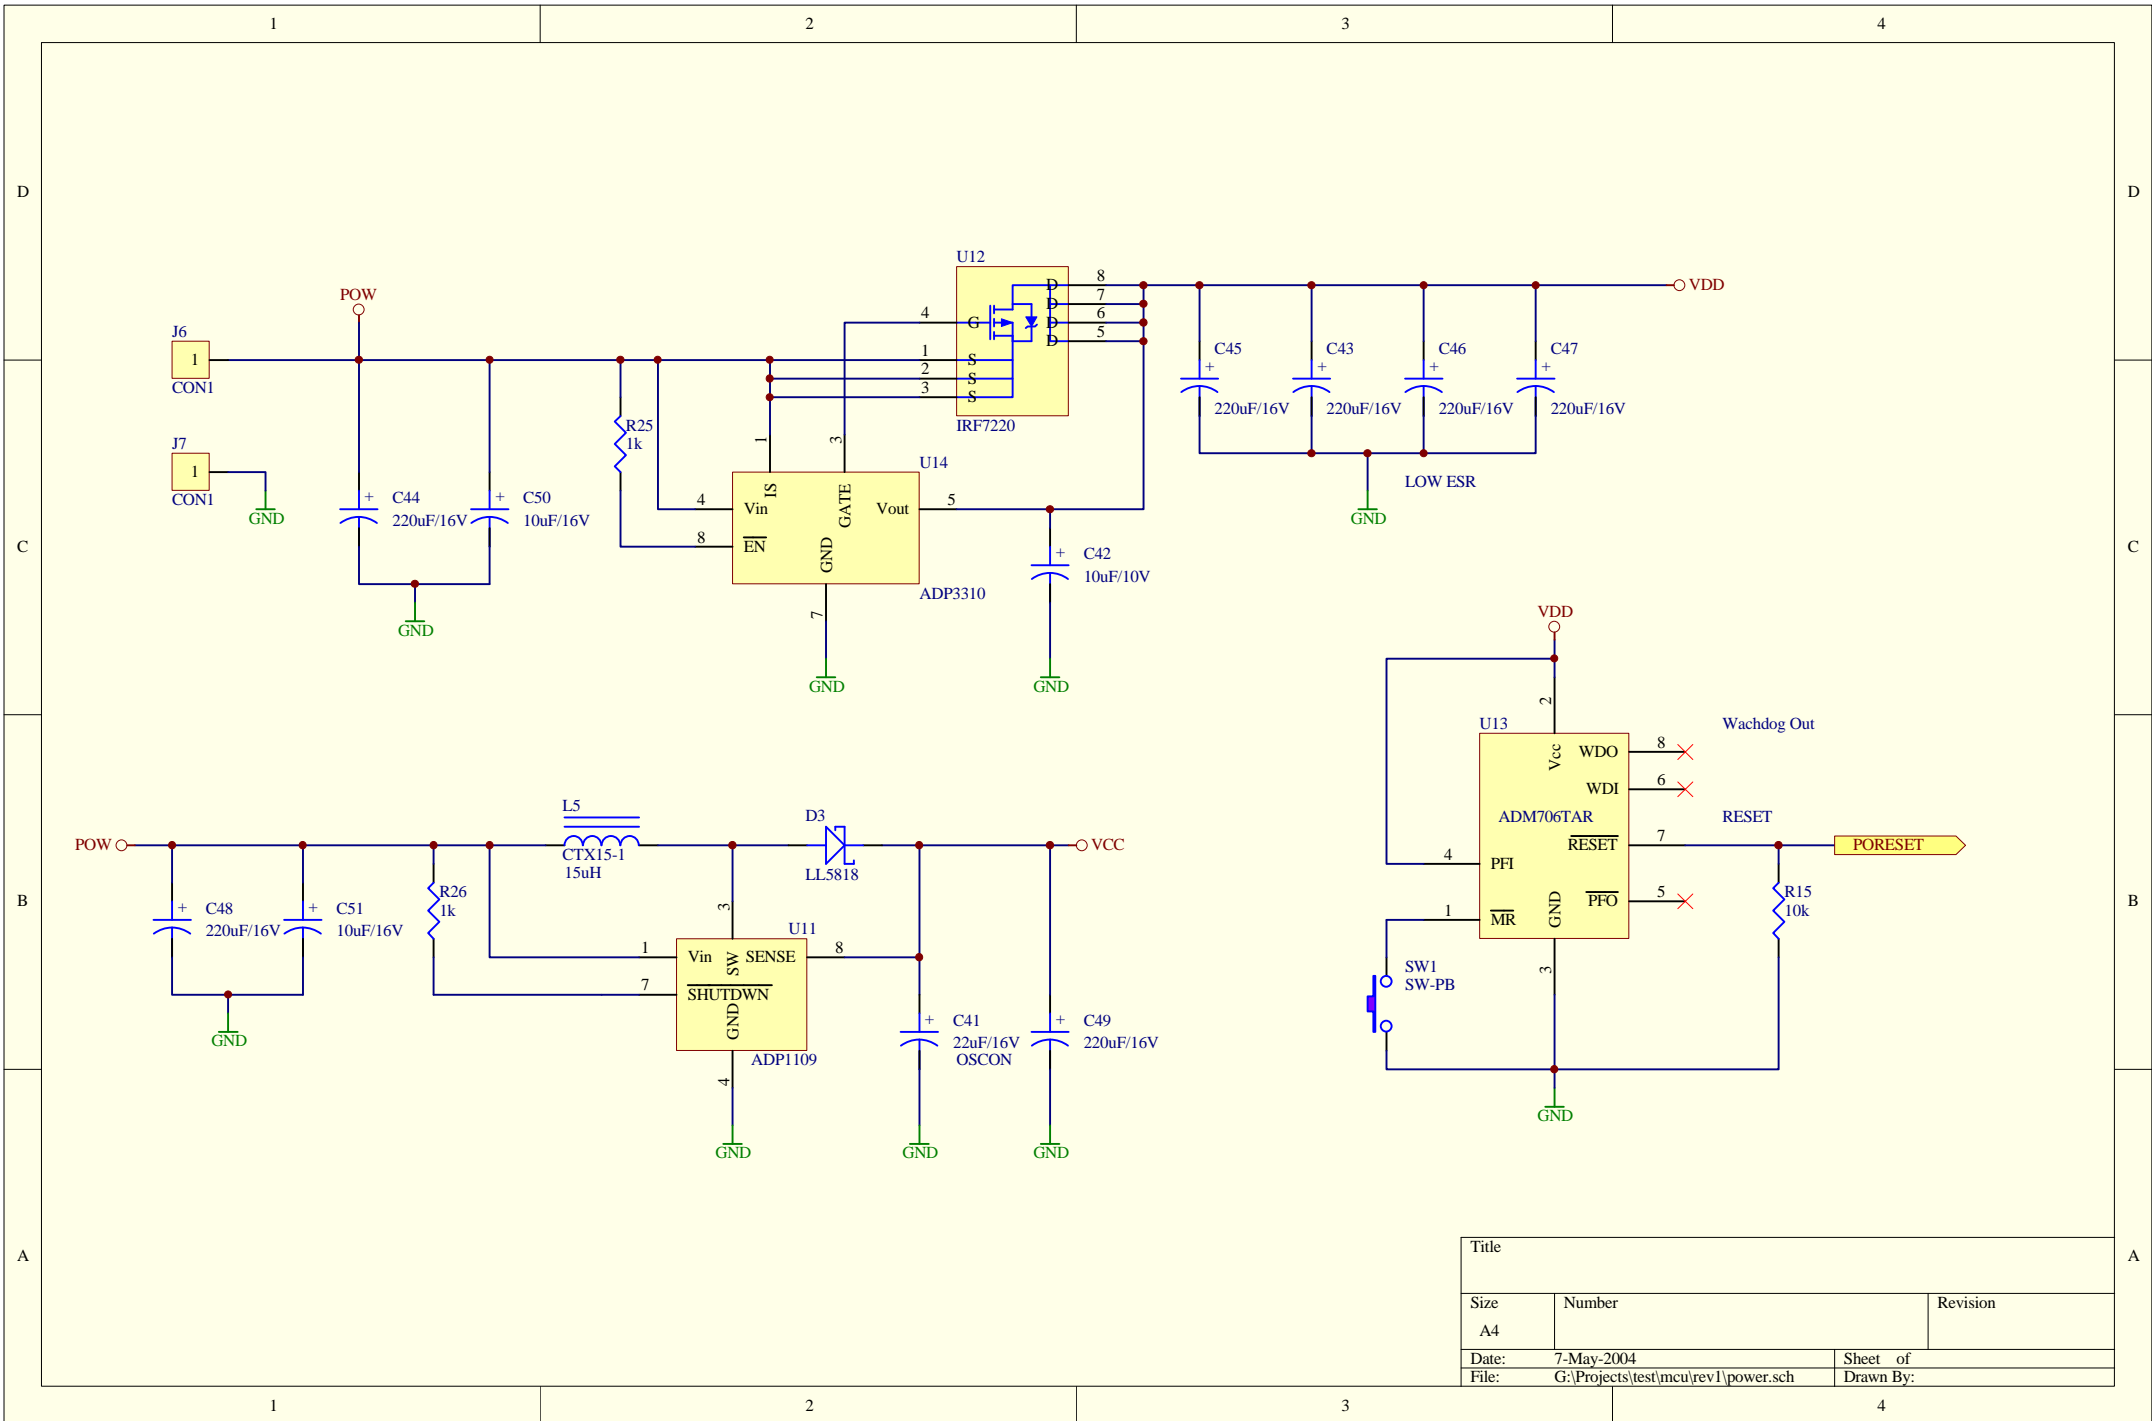 1 2 3 4
D D
C C
B B
A A
1 2 3 4
POW
J6
1
CON1
J7
1
CON1
GND
C44
220uF/16V
C50
10uF/16V
GND
R25
1k
U12
4 G
1 S
2 S
3 S
D 8
D 7
D 6
D 5
IRF7220
U14
1 IS
3 GATE
4 Vin
8 EN
Vout 5
GND 7
ADP3310
GND
C42
10uF/10V
GND
VDD
C45
220uF/16V
C43
220uF/16V
C46
220uF/16V
C47
220uF/16V
LOW ESR
GND
POW
C48
220uF/16V
C51
10uF/16V
GND
R26
1k
L5
CTX15-1
15uH
D3
LL5818
VCC
U11
3 SW
1 Vin
SENSE 8
7 SHUTDWN
GND 4
ADP1109
GND
C41
22uF/16V
OSCON
GND
C49
220uF/16V
GND
VDD
U13
2 Vcc
WDO 8
Wachdog Out
WDI 6
ADM706TAR
RESET
RESET 7
PORESET
4 PFI
PFO 5
1 MR
GND 3
R15
10k
SW1
SW-PB
GND
Title
Size Number Revision
A4
Date: 7-May-2004 Sheet of
File: G:\Projects\test\mcu\rev1\power.sch Drawn By: